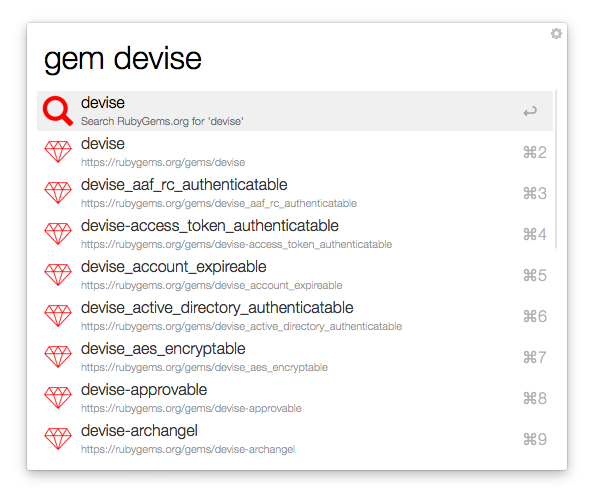 gem devise
devise
Search RubyGems.org for 'devise'
↩
devise
https://rubygems.org/gems/devise
⌘2
devise_aaf_rc_authenticatable
https://rubygems.org/gems/devise_aaf_rc_authenticatable
⌘3
devise-access_token_authenticatable
https://rubygems.org/gems/devise-access_token_authenticatable
⌘4
devise_account_expireable
https://rubygems.org/gems/devise_account_expireable
⌘5
devise_active_directory_authenticatable
https://rubygems.org/gems/devise_active_directory_authenticatable
⌘6
devise_aes_encryptable
https://rubygems.org/gems/devise_aes_encryptable
⌘7
devise-approvable
https://rubygems.org/gems/devise-approvable
⌘8
devise-archangel
https://rubygems.org/gems/devise-archangel
⌘9